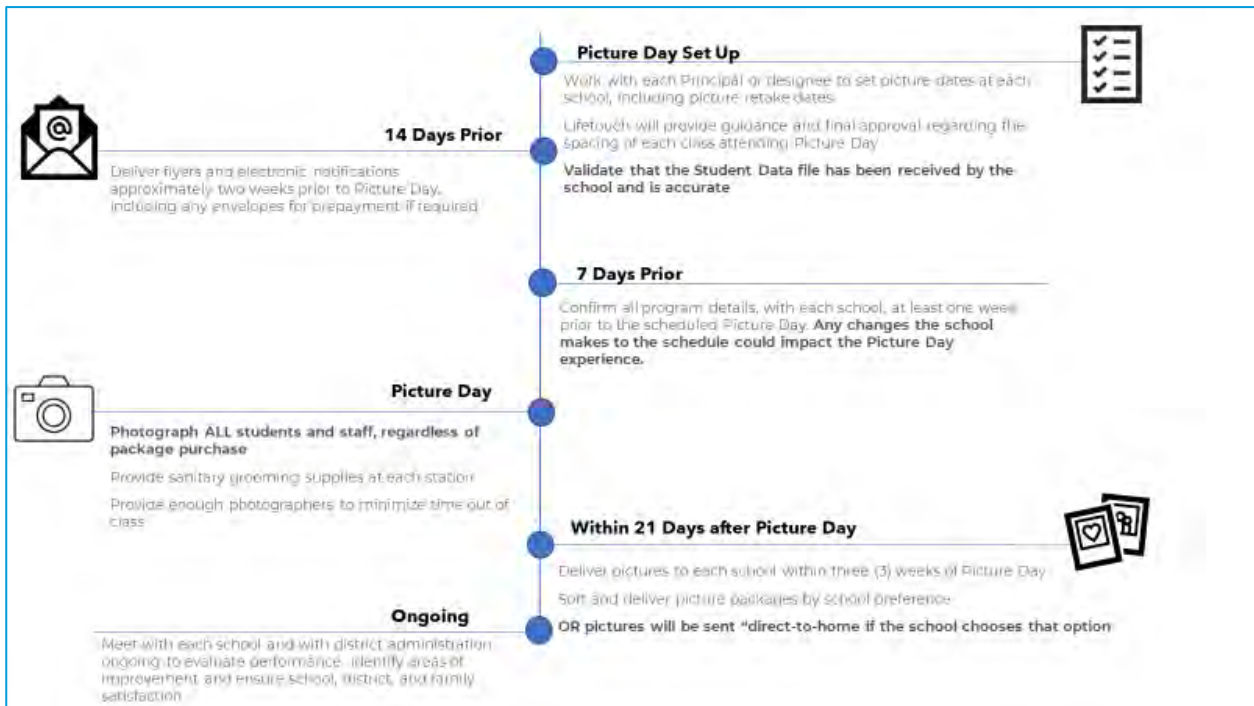 Picture Day Set Up
Work with each Principal or designee to set picture dates at each
school, including picture retake dates
Lifetouch will provide guidance and final approval regarding the
spacing of each class attending Picture Day
Validate that the Student Data file has been received by the
school and is accurate
14 Days Prior
Deliver flyers and electronic notifications
approximately two weeks prior to Picture Day,
including any envelopes for prepayment if required
7 Days Prior
Confirm all program details, with each school, at least one week
prior to the scheduled Picture Day. Any changes the school
makes to the schedule could impact the Picture Day
experience.
Picture Day
Photograph ALL students and staff, regardless of
package purchase
Provide sanitary grooming supplies at each station
Provide enough photographers to minimize time out of
class
Within 21 Days after Picture Day
Deliver pictures to each school within three (3) weeks of Picture Day
Sort and deliver picture packages by school preference
OR pictures will be sent "direct-to-home if the school chooses that option
Ongoing
Meet with each school and with district administration
ongoing to evaluate performance, identify areas of
improvement and ensure school, district, and family
satisfaction
@